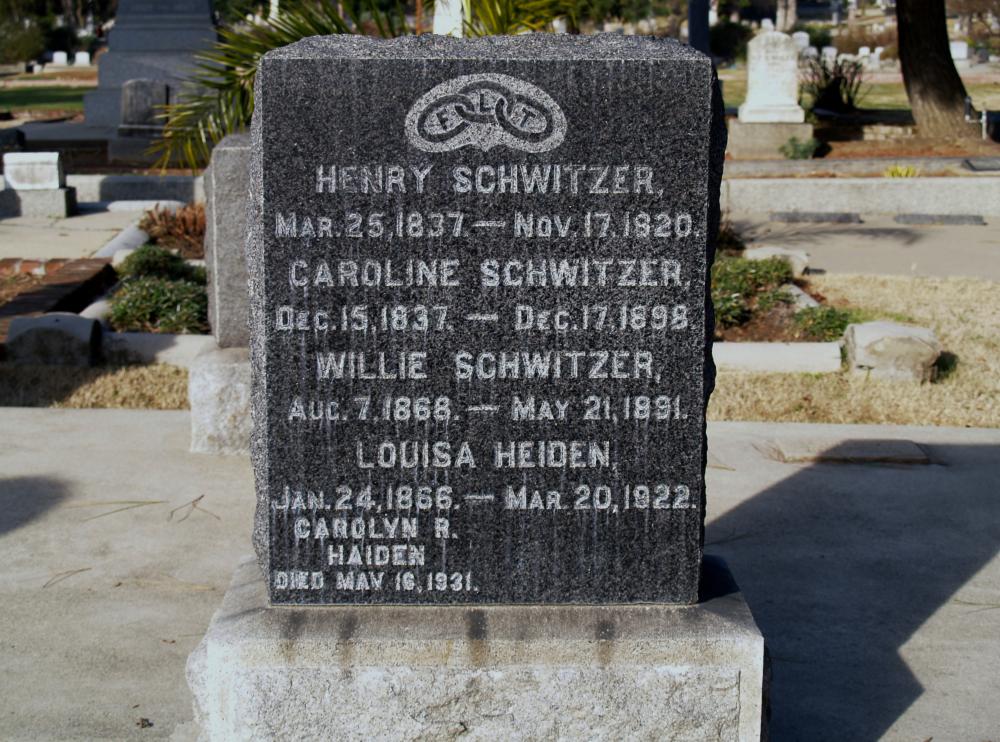 F L T
HENRY SCHWITZER,
MAR. 25, 1837. — NOV. 17, 1920.
CAROLINE SCHWITZER,
DEC. 15, 1837. — DEC. 17, 1898.
WILLIE SCHWITZER,
AUG. 7, 1868. — MAY 21, 1891.
LOUISA HEIDEN,
JAN. 24, 1866. — MAR. 20, 1922.
CAROLYN R.
HAIDEN
DIED MAY 16, 1931.